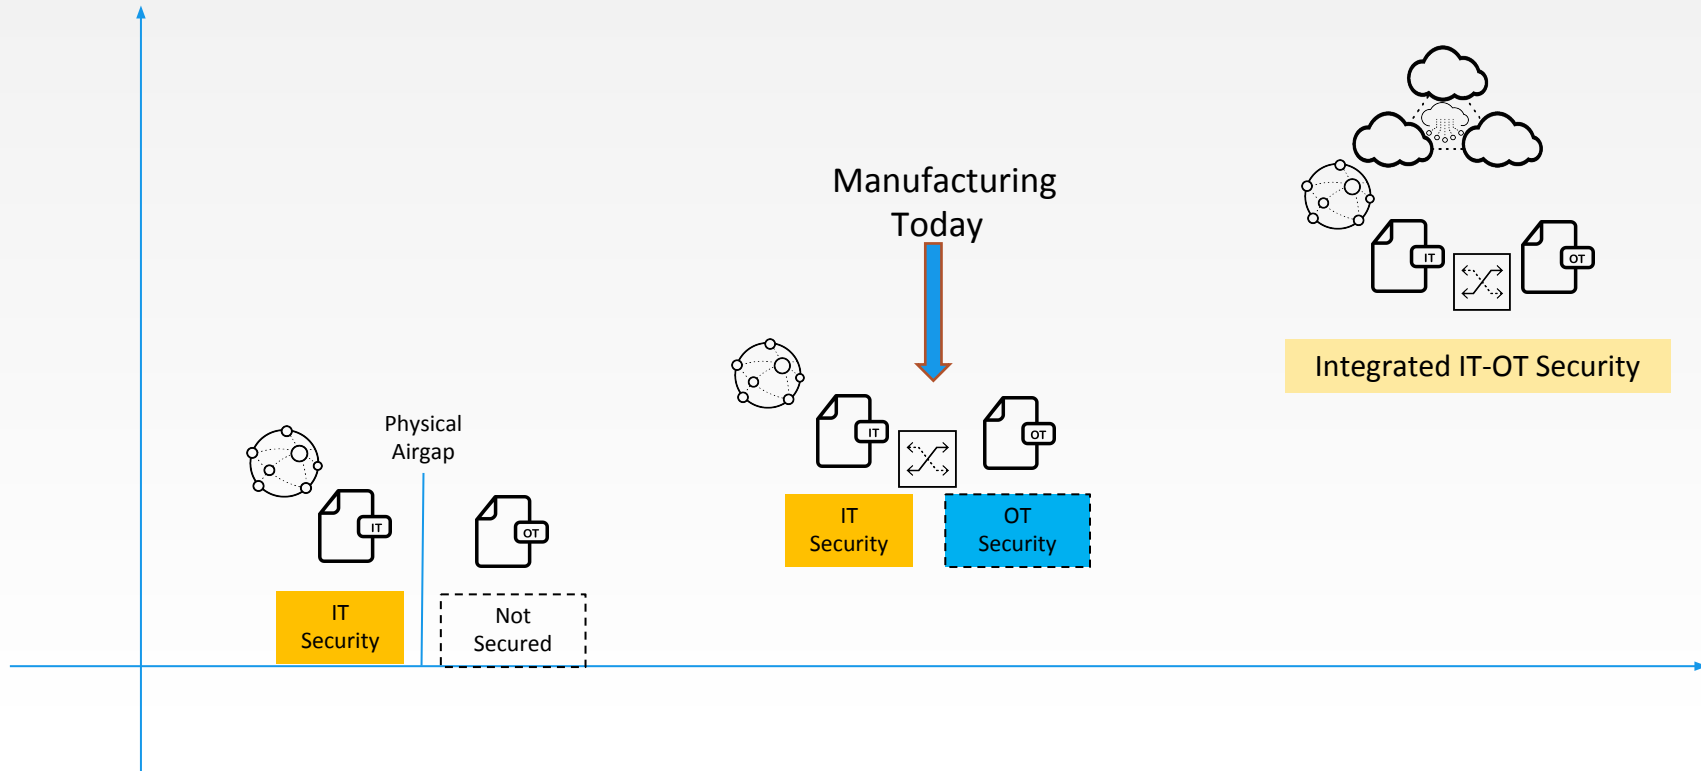 Manufacturing
Today
IT
OT
Integrated IT-OT Security
Physical
Airgap
IT
OT
IT
Security
OT
Security
IT
OT
IT
Security
Not
Secured